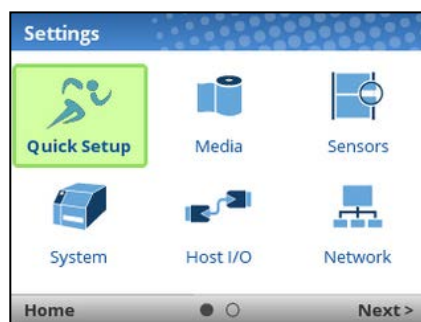 Settings
Quick Setup Media Sensors
System Host I/O Network
Home Next >